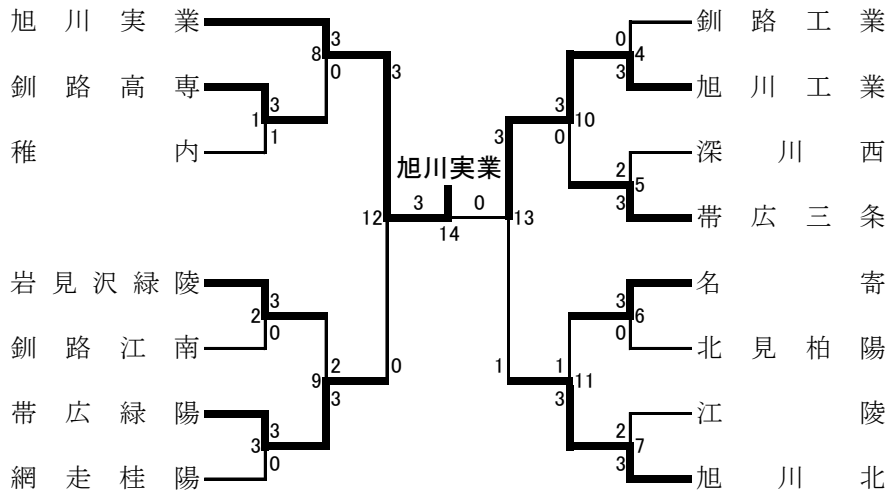 旭川実業
釧路高専
稚内
岩見沢緑陵
釧路江南
帯広緑陽
網走桂陽
3
8
0
3
1
1
3
2
0
2
9
3
3
3
0
3
12
0
旭川実業
3
0
14
3
13
1
3
10
0
1
11
3
0
4
3
2
5
3
3
6
0
2
7
3
釧路工業
旭川工業
深川西
帯広三条
名寄
北見柏陽
江陵
旭川北